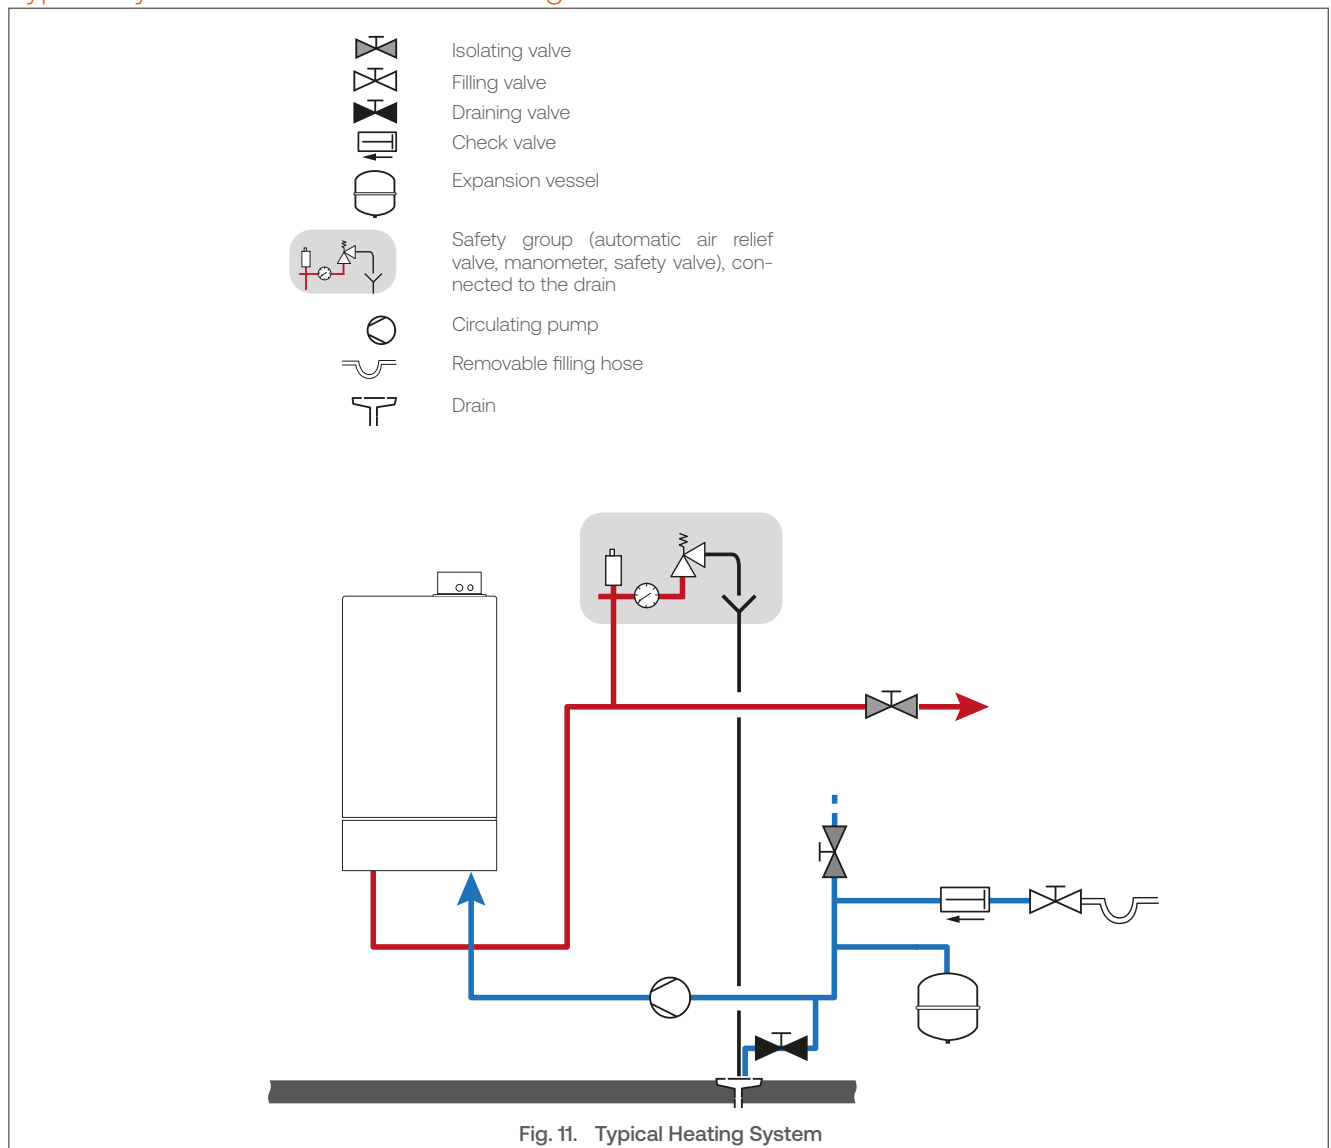 Isolating valve
Filling valve
Draining valve
Check valve
Expansion vessel
Safety group (automatic air relief
valve, manometer, safety valve), con-
nected to the drain
Circulating pump
Removable filling hose
Drain
Fig. 11. Typical Heating System